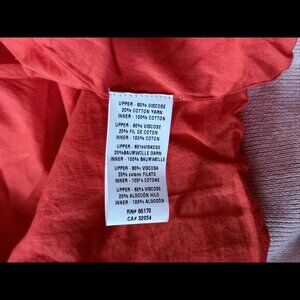 UPPER - 80% VISCOSE
20% COTTON YARN
INNER - 100% COTTON
UPPER - 80% VISCOSE
20% FIL DE COTON
INNER - 100% COTON
UPPER - 80%VISKOSE
20%BAUMWOLLE GARN
INNER - 100% BAUMWOLLE
UPPER - 80% VISCOSA
20% cotone FILATO
INNER - 100% COTONE
UPPER - 80% VISCOSA
20% ALGODÓN HILO
INNER - 100% ALGODÓN
RN# 66170
CA# 32054